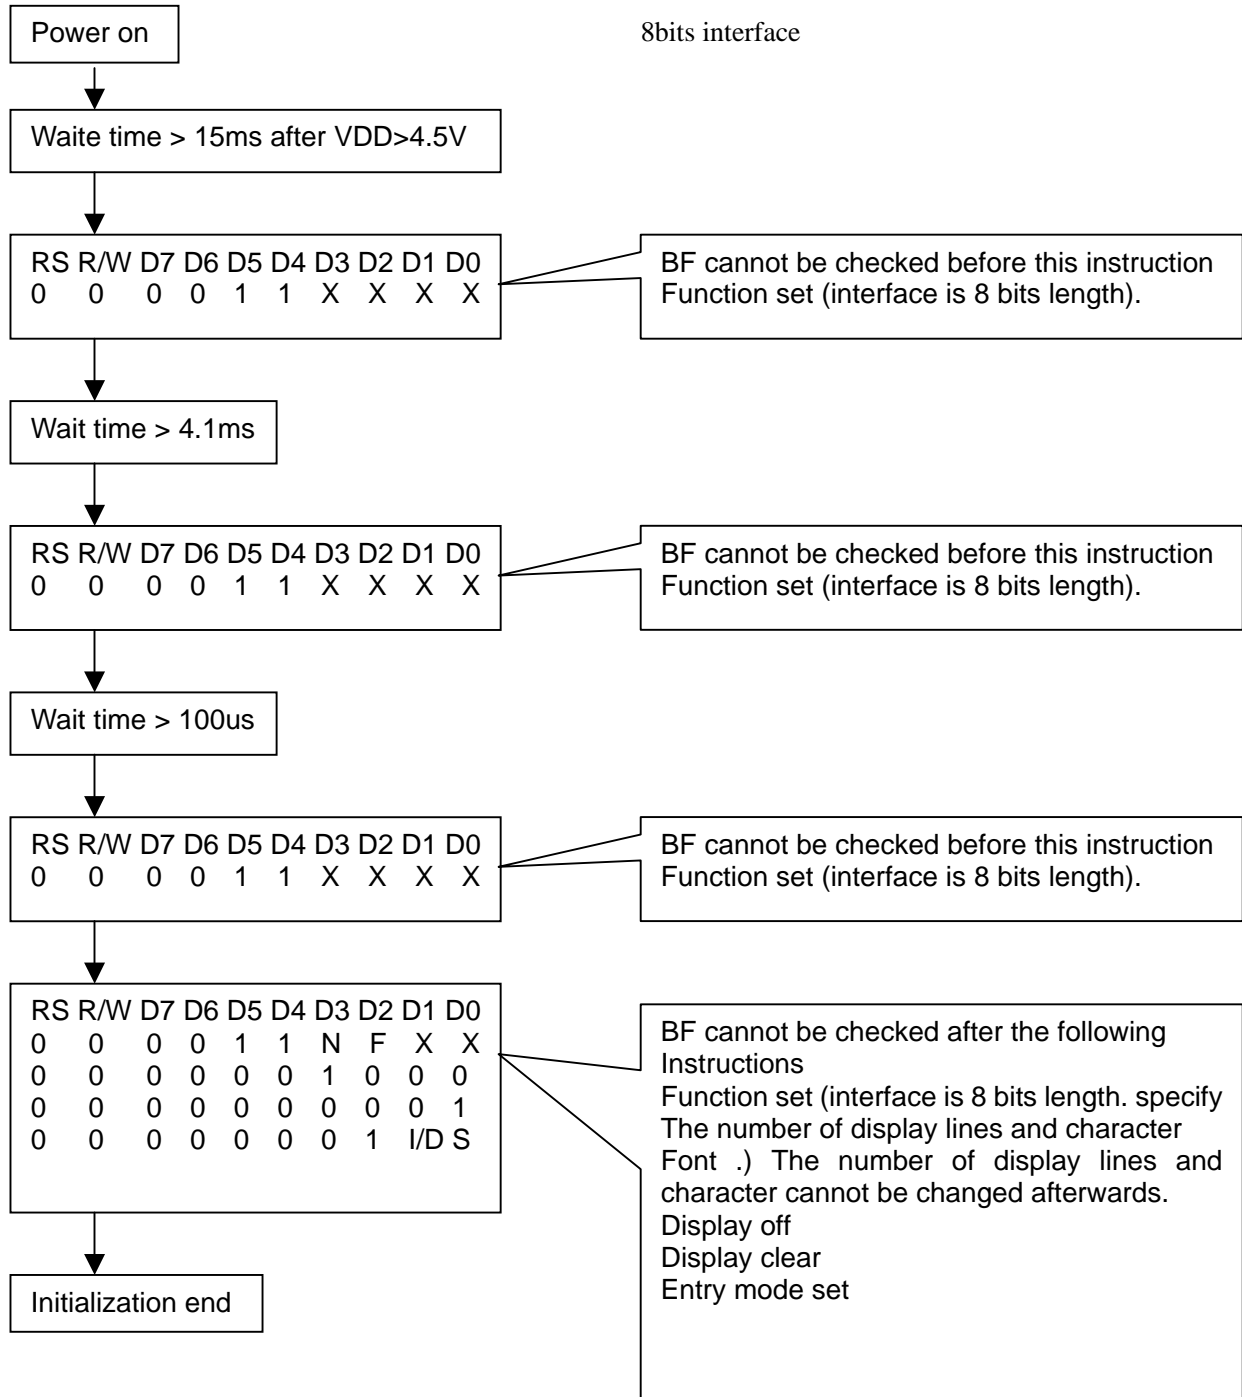 Power on
8bits interface
Waite time > 15ms after VDD>4.5V
RS R/W D7 D6 D5 D4 D3 D2 D1 D0
0 0 0 0 1 1 X X X X
BF cannot be checked before this instruction
Function set (interface is 8 bits length).
Wait time > 4.1ms
RS R/W D7 D6 D5 D4 D3 D2 D1 D0
0 0 0 0 1 1 X X X X
BF cannot be checked before this instruction
Function set (interface is 8 bits length).
Wait time > 100us
RS R/W D7 D6 D5 D4 D3 D2 D1 D0
0 0 0 0 1 1 X X X X
BF cannot be checked before this instruction
Function set (interface is 8 bits length).
RS R/W D7 D6 D5 D4 D3 D2 D1 D0
0 0 0 0 1 1 N F X X
0 0 0 0 0 0 1 0 0 0
0 0 0 0 0 0 0 0 0 1
0 0 0 0 0 0 0 1 I/D S
BF cannot be checked after the following
Instructions
Function set (interface is 8 bits length. specify
The number of display lines and character
Font .) The number of display lines and
character cannot be changed afterwards.
Display off
Display clear
Entry mode set
Initialization end